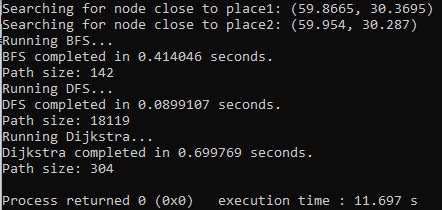 Searching for node close to place1: (59.8665, 30.3695)
Searching for node close to place2: (59.954, 30.287)
Running BFS...
BFS completed in 0.414046 seconds.
Path size: 142
Running DFS...
DFS completed in 0.0899107 seconds.
Path size: 18119
Running Dijkstra...
Dijkstra completed in 0.699769 seconds.
Path size: 304

Process returned 0 (0x0)   execution time : 11.697 s